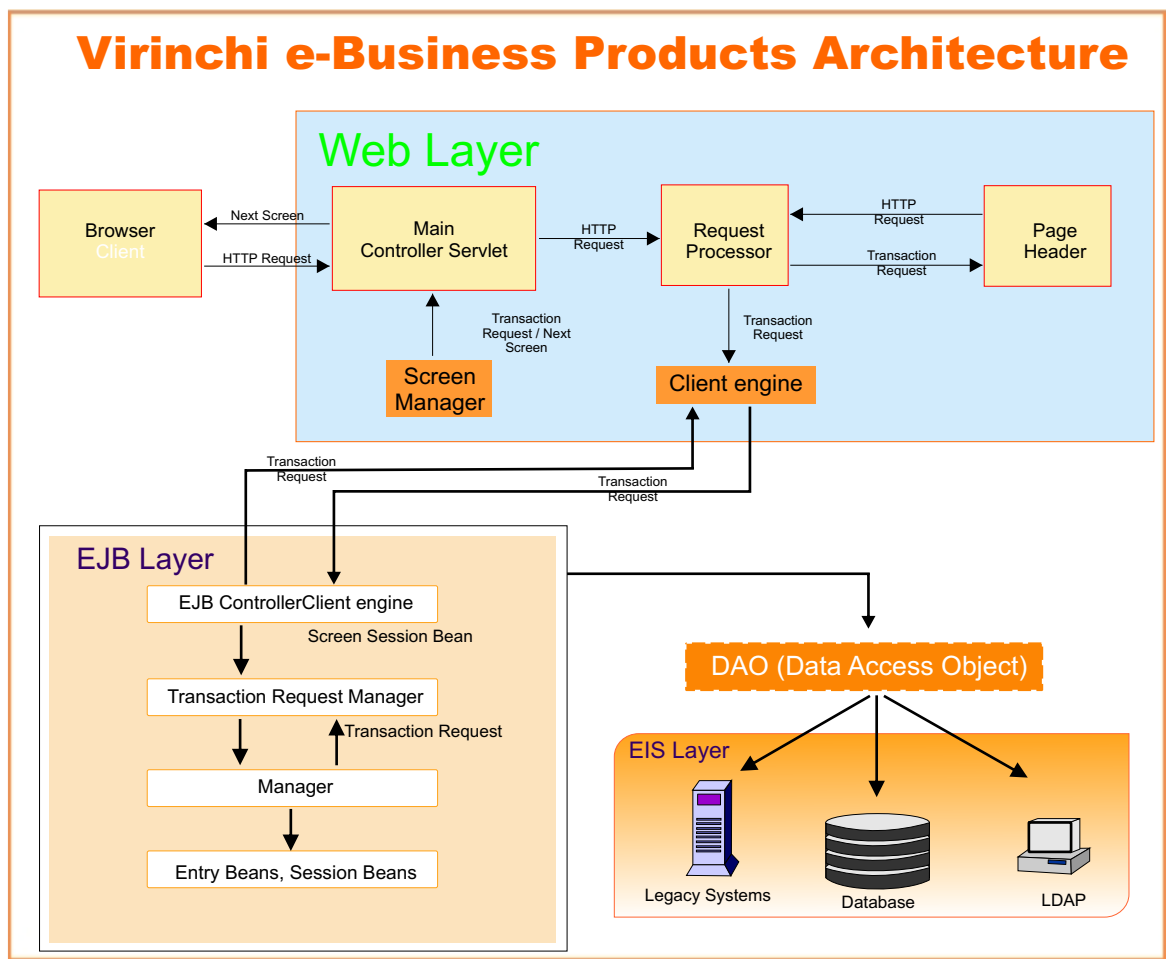 Virinchi e-Business Products Architecture
Web Layer
Browser
Client
Next Screen
HTTP Request
Main
Controller Servlet
HTTP
Request
Request
Processor
HTTP
Request
Transaction
Request
Page
Header
Transaction
Request / Next
Screen
Transaction
Request
Screen
Manager
Client engine
Transaction
Request
Transaction
Request
EJB Layer
EJB ControllerClient engine
Screen Session Bean
Transaction Request Manager
Transaction Request
Manager
Entry Beans, Session Beans
DAO (Data Access Object)
EIS Layer
Legacy Systems
Database
LDAP